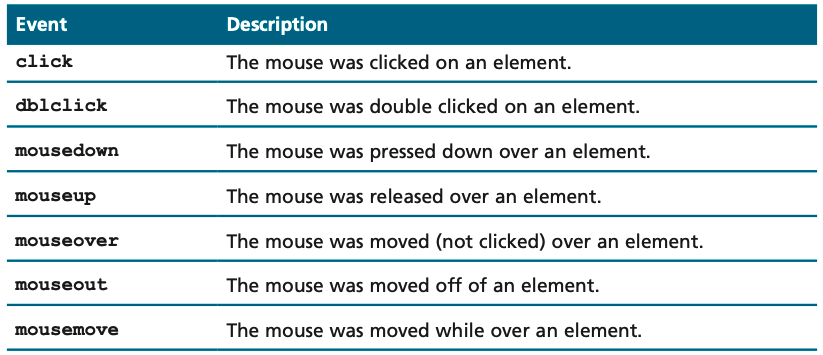 Event Description
click The mouse was clicked on an element.
dblclick The mouse was double clicked on an element.
mousedown The mouse was pressed down over an element.
mouseup The mouse was released over an element.
mouseover The mouse was moved (not clicked) over an element.
mouseout The mouse was moved off of an element.
mousemove The mouse was moved while over an element.